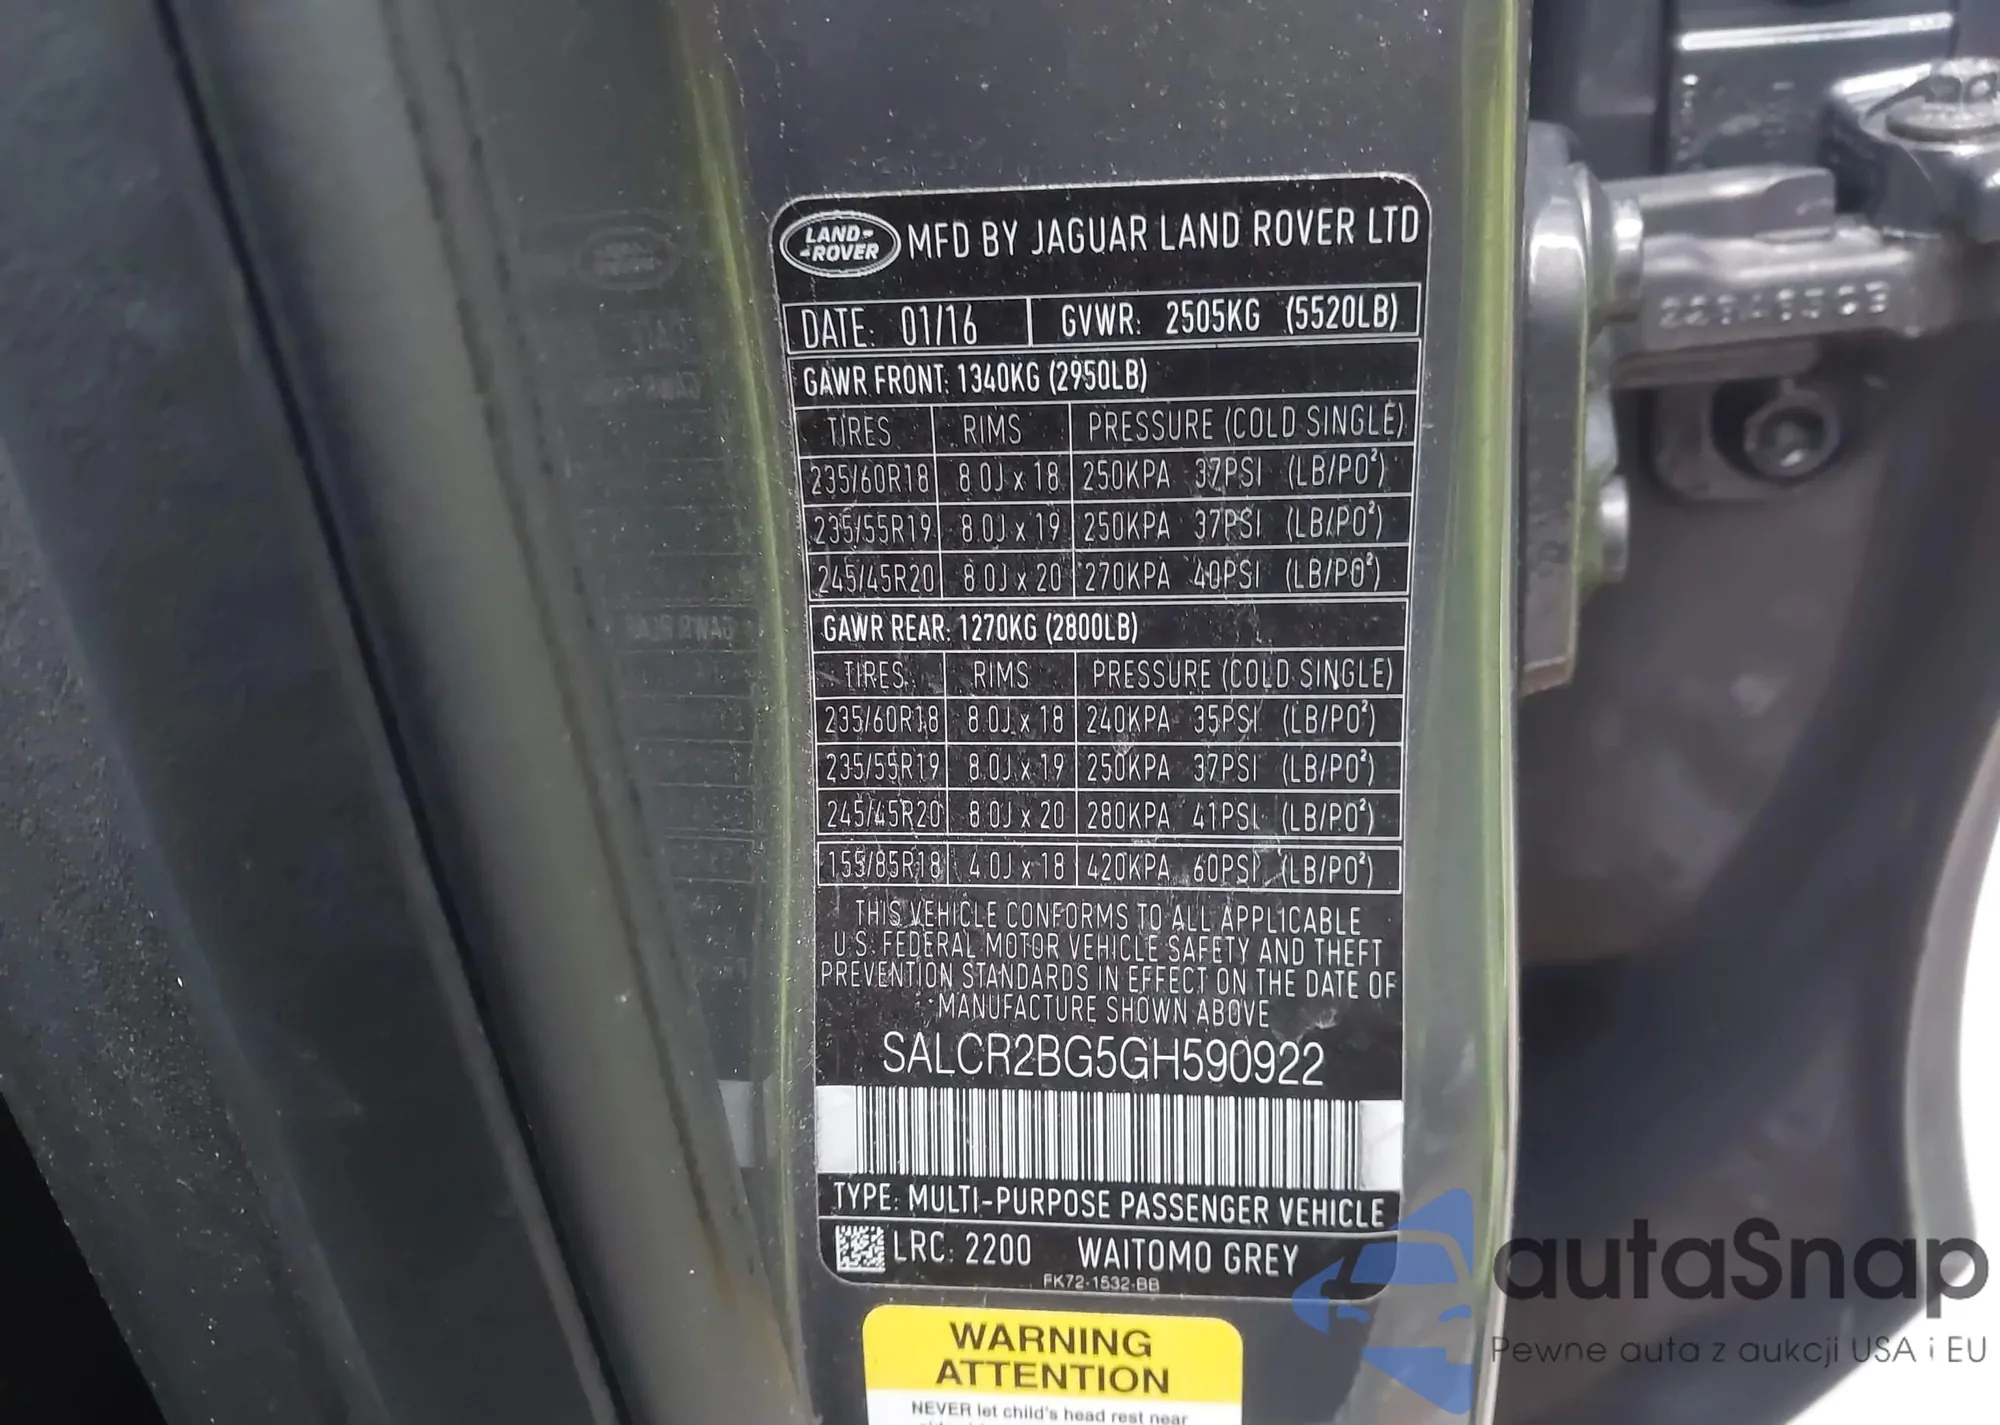 LAND-
-ROVER
MFD BY JAGUAR LAND ROVER LTD
DATE: 01/16 GVWR: 2505KG (5520LB)
GAWR FRONT: 1340KG (2950LB)
TIRES RIMS PRESSURE (COLD SINGLE)
235/60R18 8.0J x 18 250KPA 37PSI (LB/PO²)
235/55R19 8.0J x 19 250KPA 37PSI (LB/PO²)
245/45R20 8.0J x 20 270KPA 40PSI (LB/PO²)
GAWR REAR: 1270KG (2800LB)
TIRES RIMS PRESSURE (COLD SINGLE)
235/60R18 8.0J x 18 240KPA 35PSI (LB/PO²)
235/55R19 8.0J x 19 250KPA 37PSI (LB/PO²)
245/45R20 8.0J x 20 280KPA 41PSI (LB/PO²)
155/85R18 4.0J x 18 420KPA 60PSI (LB/PO²)
THIS VEHICLE CONFORMS TO ALL APPLICABLE
U.S. FEDERAL MOTOR VEHICLE SAFETY AND THEFT
PREVENTION STANDARDS IN EFFECT ON THE DATE OF
MANUFACTURE SHOWN ABOVE
SALCR2BG5GH590922
TYPE: MULTI-PURPOSE PASSENGER VEHICLE
LRC: 2200 WAITOMO GREY
FK72-1532-BB
WARNING
ATTENTION
NEVER let child's head rest near
autaSnap
Pewne auta z aukcji USA i EU